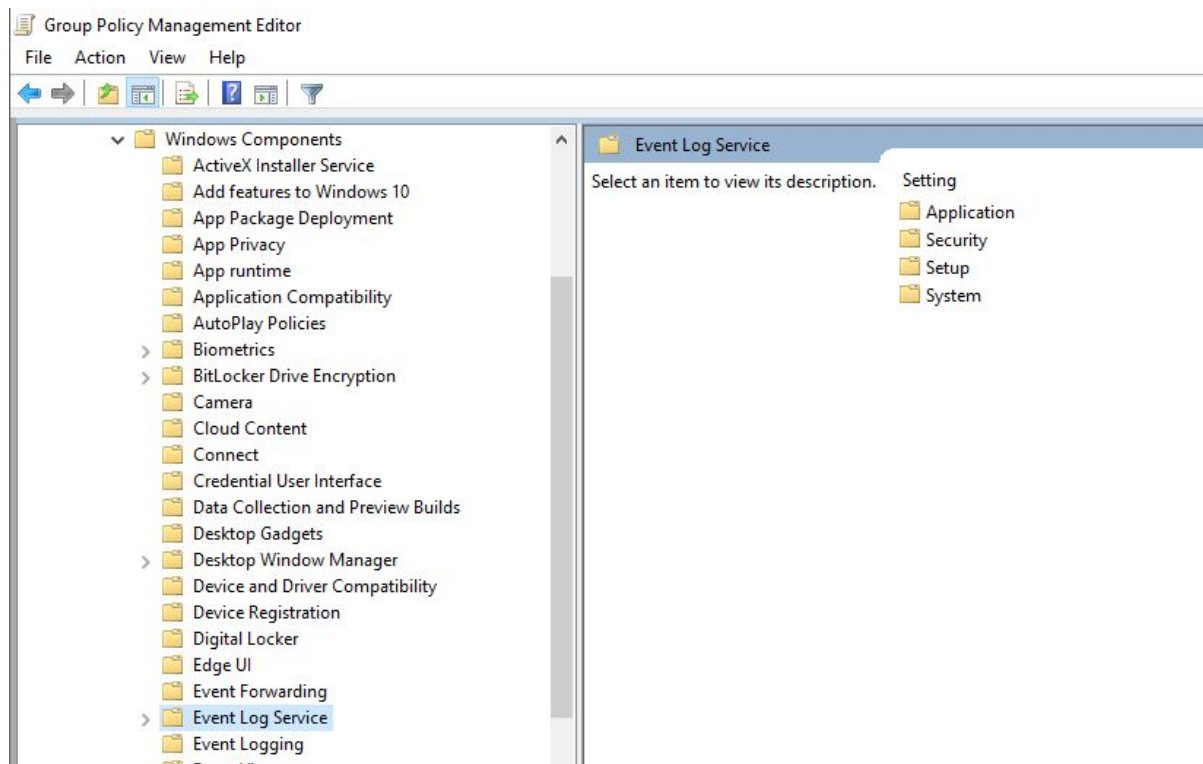 Group Policy Management Editor
File Action View Help
Windows Components
ActiveX Installer Service
Add features to Windows 10
App Package Deployment
App Privacy
App runtime
Application Compatibility
AutoPlay Policies
Biometrics
BitLocker Drive Encryption
Camera
Cloud Content
Connect
Credential User Interface
Data Collection and Preview Builds
Desktop Gadgets
Desktop Window Manager
Device and Driver Compatibility
Device Registration
Digital Locker
Edge UI
Event Forwarding
Event Log Service
Event Logging
Event Log Service
Select an item to view its description.
Setting
Application
Security
Setup
System